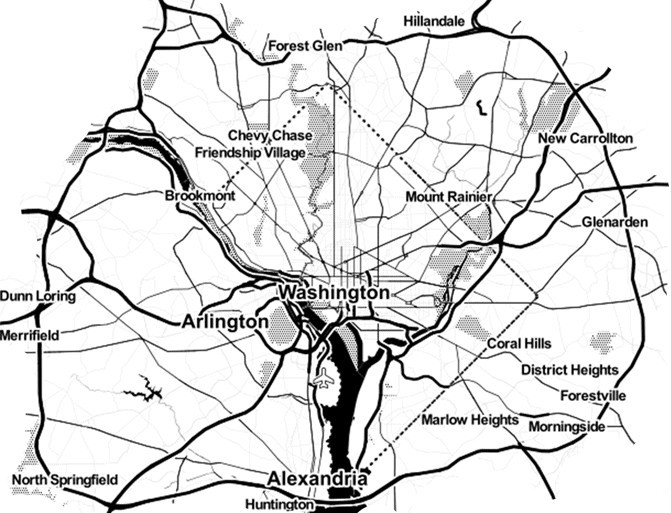 Hillandale
Forest Glen
Chevy Chase
Friendship Village
New Carrollton
Brookmont
Mount Rainier
Glenarden
Washington
Dunn Loring
Arlington
Merrifield
Coral Hills
District Heights
Forestville
Marlow Heights
Morningside
North Springfield
Alexandria
Huntington